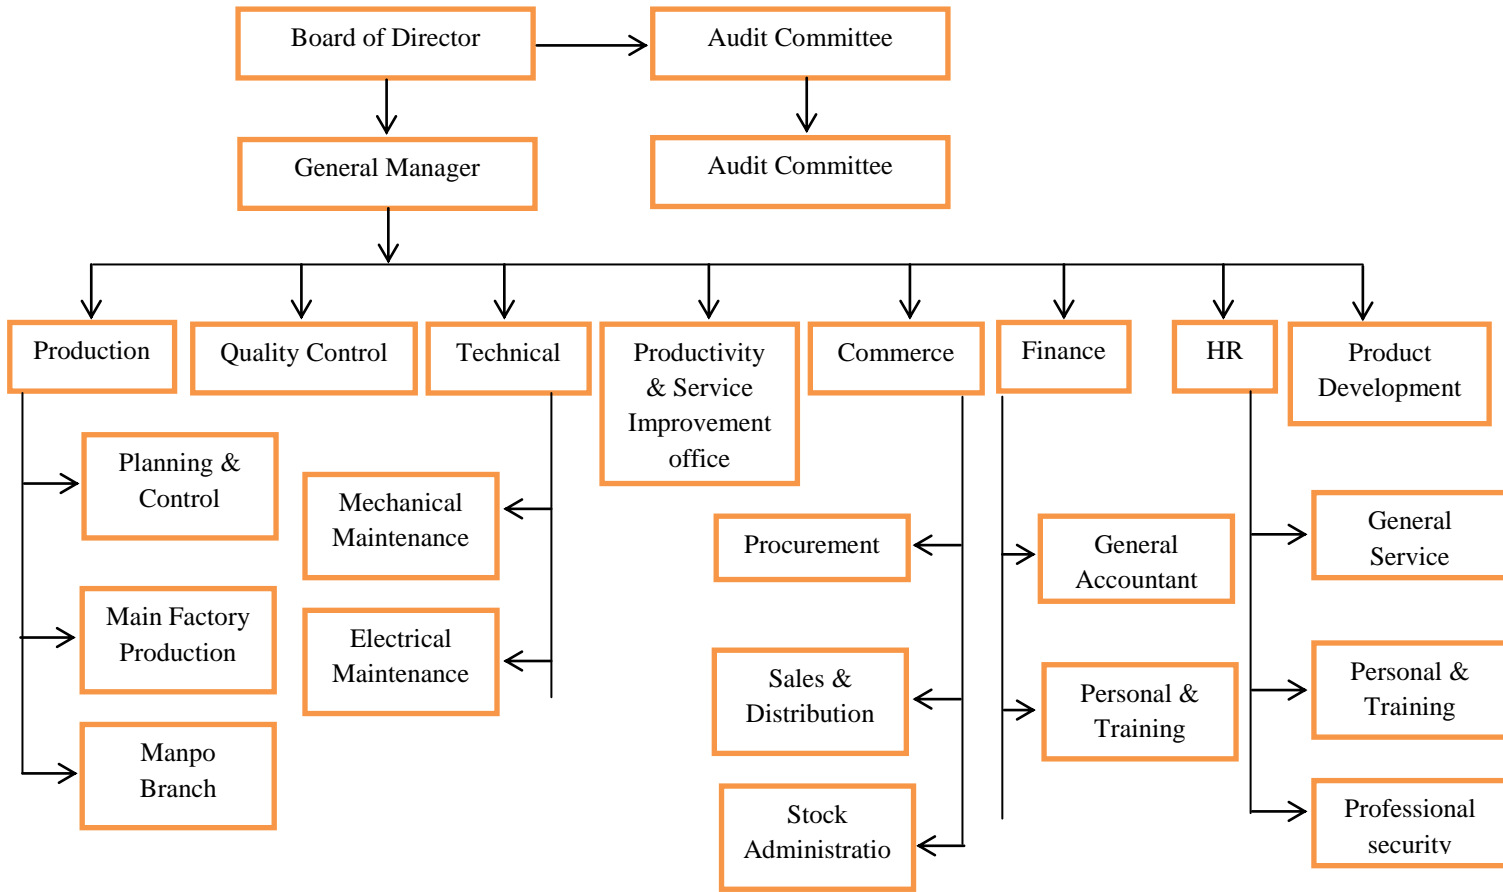 Board of Director
Audit Committee
General Manager
Audit Committee
Production
Quality Control
Technical
Productivity
& Service
Improvement
office
Commerce
Finance
HR
Product
Development
Planning &
Control
Main Factory
Production
Manpo
Branch
Mechanical
Maintenance
Electrical
Maintenance
Procurement
Sales &
Distribution
Stock
Administratio
General
Accountant
Personal &
Training
General
Service
Personal &
Training
Professional
security